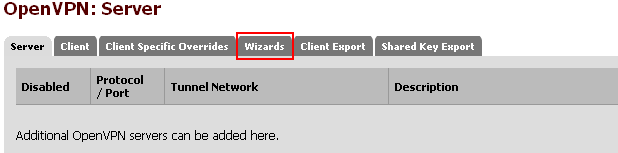 OpenVPN: Server
Server Client Client Specific Overrides Wizards Client Export Shared Key Export
Disabled Protocol / Port Tunnel Network Description
Additional OpenVPN servers can be added here.